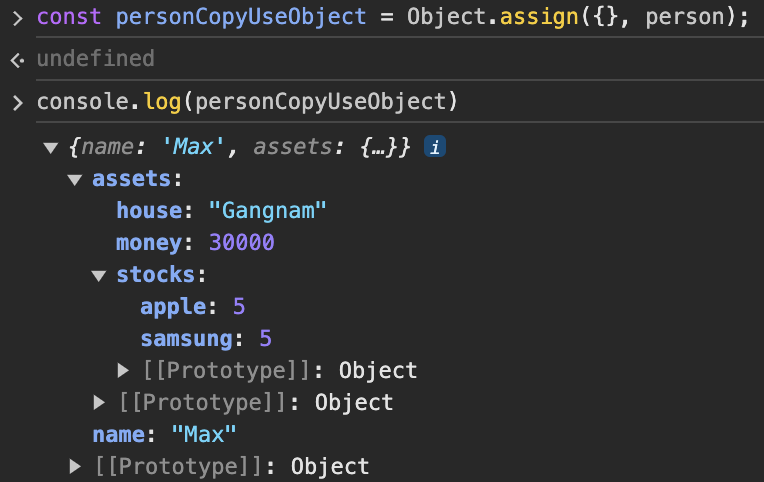 > const personCopyUseObject = Object.assign({}, person);
undefined
> console.log(personCopyUseObject)
▼ {name: 'Max', assets: {…}} i
▼ assets:
house: "Gangnam"
money: 30000
▼ stocks:
apple: 5
samsung: 5
▶ [[Prototype]]: Object
▶ [[Prototype]]: Object
name: "Max"
▶ [[Prototype]]: Object